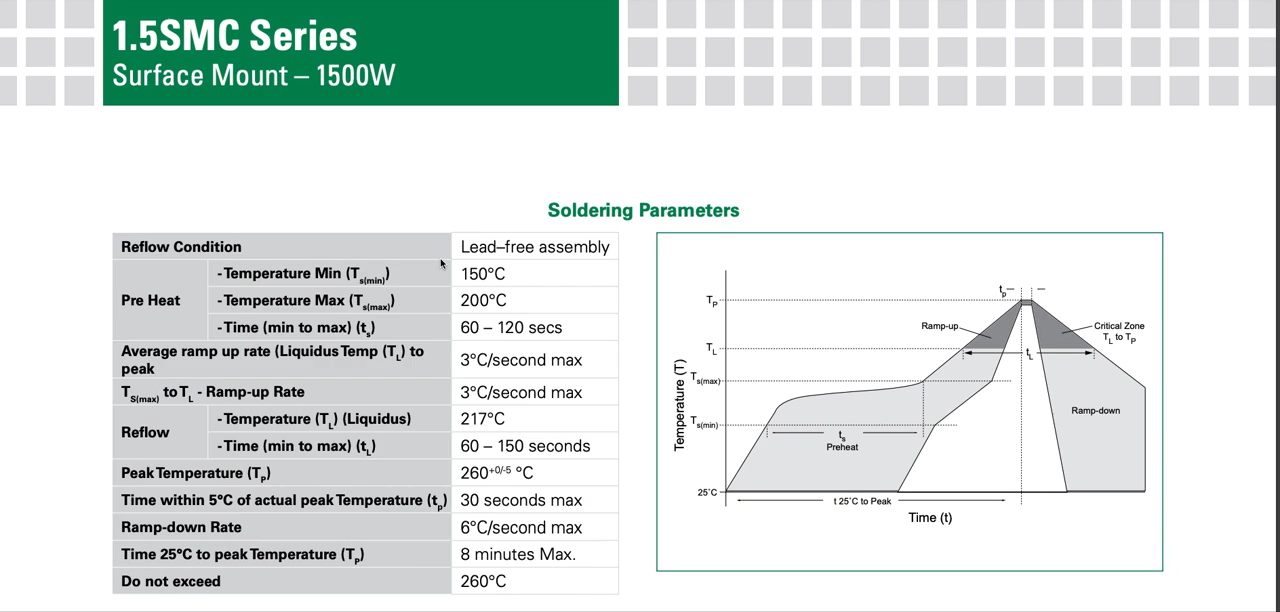 1.5SMC Series
Surface Mount – 1500W
Soldering Parameters
Reflow Condition Lead–free assembly
Pre Heat
- Temperature Min (Ts(min)) 150°C
- Temperature Max (Ts(max)) 200°C
- Time (min to max) (ts) 60 – 120 secs
Average ramp up rate (Liquidus Temp (TL) to
peak 3°C/second max
TS(max) to TL - Ramp-up Rate 3°C/second max
Reflow
- Temperature (TL) (Liquidus) 217°C
- Time (min to max) (tL) 60 – 150 seconds
Peak Temperature (TP) 260+0/-5 °C
Time within 5°C of actual peak Temperature (tp) 30 seconds max
Ramp-down Rate 6°C/second max
Time 25°C to peak Temperature (TP) 8 minutes Max.
Do not exceed 260°C
Temperature (T)
TP
TL
Ts(max)
Ts(min)
25˚C
tp
Ramp-up
Critical Zone
TL to TP
tL
Ramp-down
ts
Preheat
t 25˚C to Peak
Time (t)